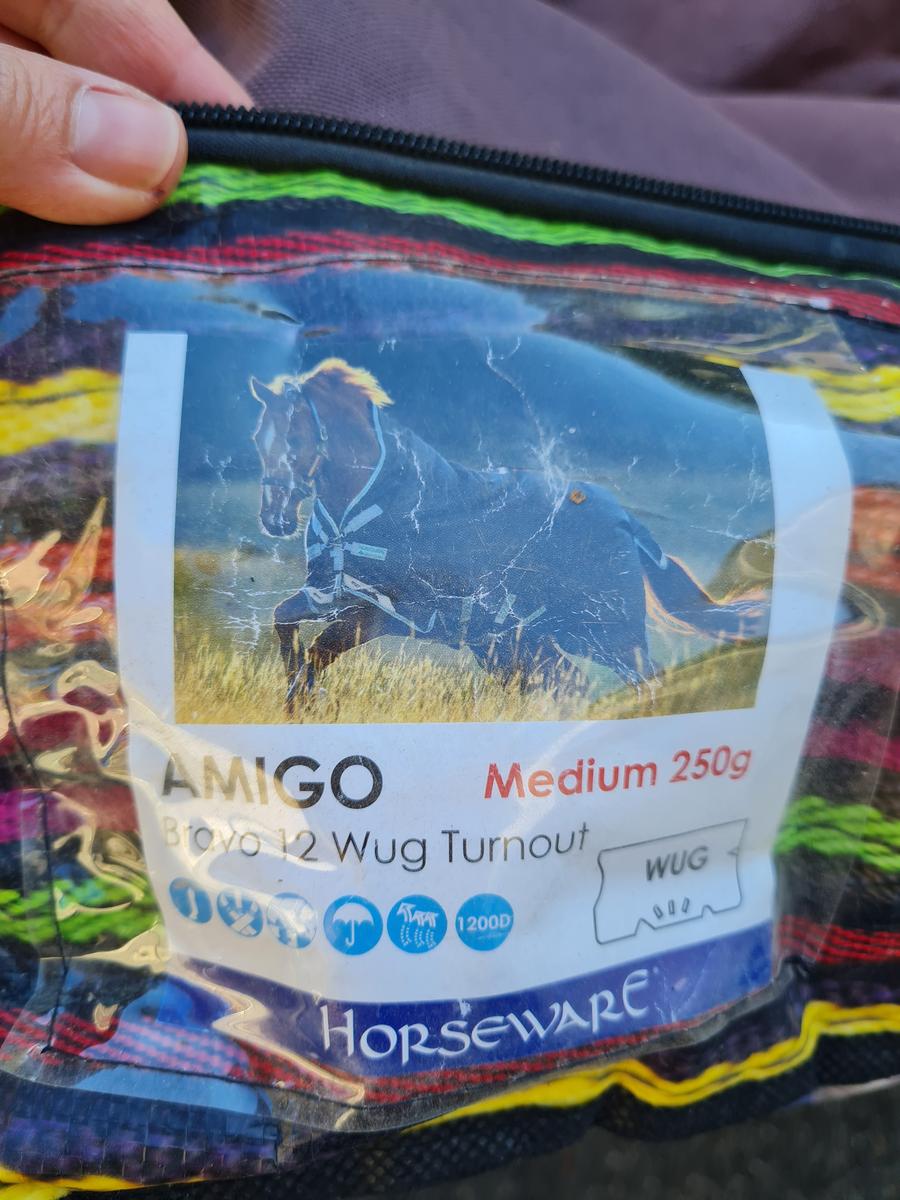 AMIGO
Medium 250g
Bravo 12 Wug Turnout
WUG
1200D
HORSEWARE